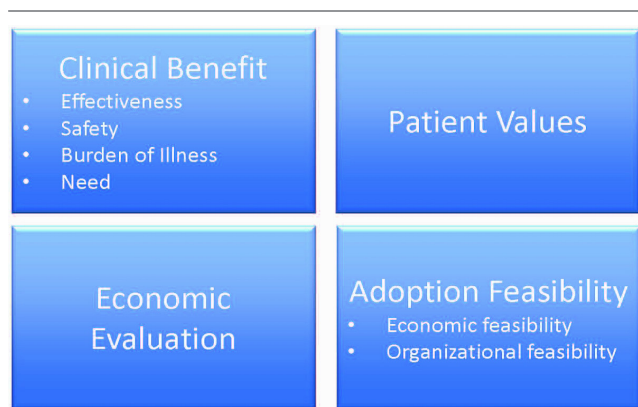 Clinical Benefit
• Effectiveness
• Safety
• Burden of Illness
• Need
Patient Values
Economic
Evaluation
Adoption Feasibility
• Economic feasibility
• Organizational feasibility